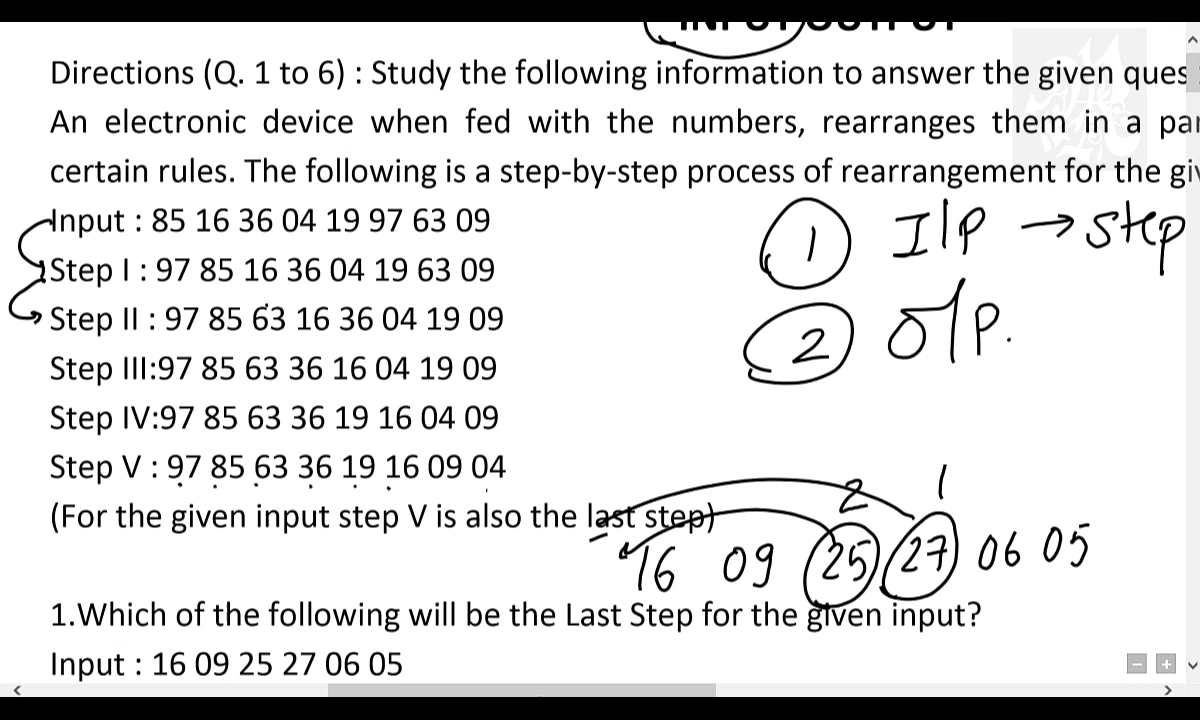 INPUT OUTPUT
Directions (Q. 1 to 6) : Study the following information to answer the given ques
An electronic device when fed with the numbers, rearranges them in a par
certain rules. The following is a step-by-step process of rearrangement for the giv
Input : 85 16 36 04 19 97 63 09
Step I : 97 85 16 36 04 19 63 09
Step II : 97 85 63 16 36 04 19 09
Step III:97 85 63 36 16 04 19 09
Step IV:97 85 63 36 19 16 04 09
Step V : 97 85 63 36 19 16 09 04
(For the given input step V is also the last step)
1 I/P → step
2 O/P.
2 1
16 09 25 27 06 05
1.Which of the following will be the Last Step for the given input?
Input : 16 09 25 27 06 05